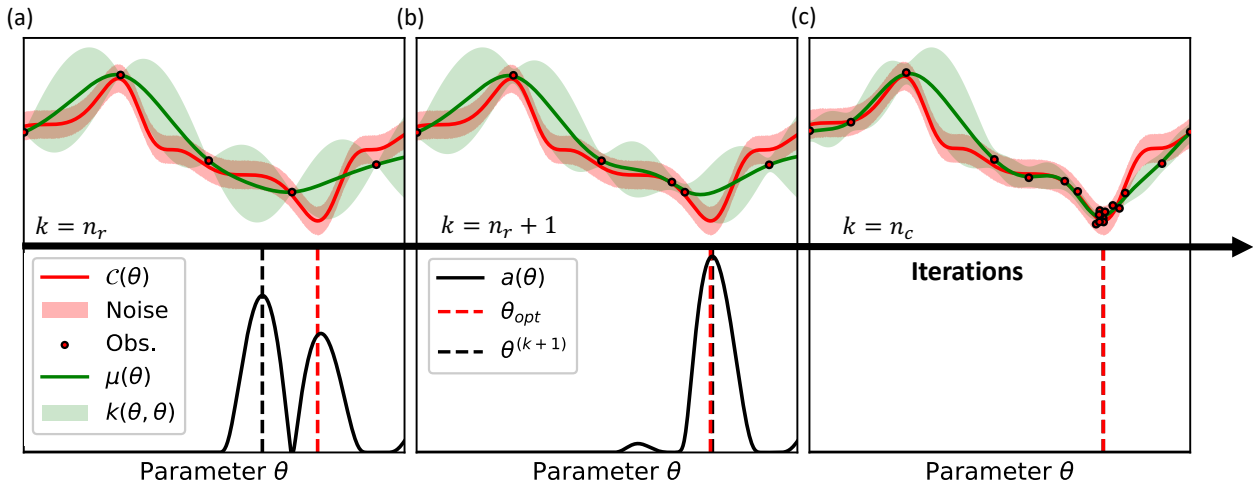 (a)
(b)
(c)
k = n_r
k = n_r + 1
k = n_c
Iterations
C(θ)
Noise
Obs.
μ(θ)
k(θ, θ)
a(θ)
θ_opt
θ^(k+1)
Parameter θ
Parameter θ
Parameter θ